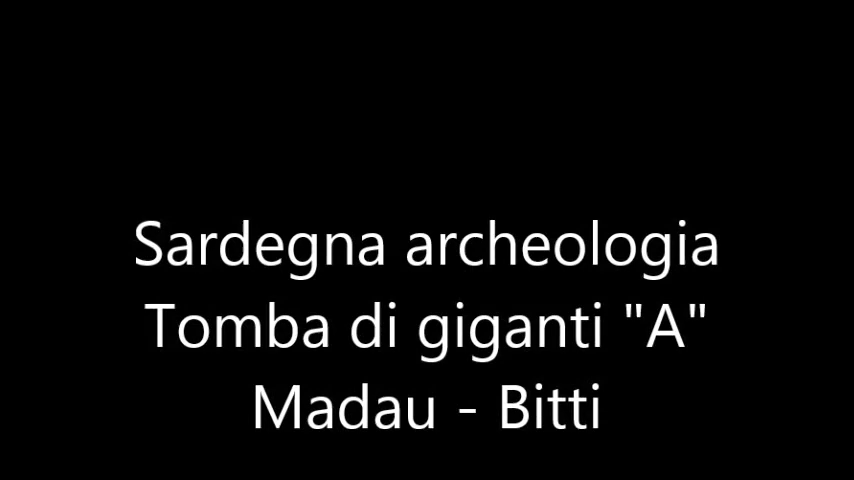 Sardegna archeologia
Tomba di giganti "A"
Madau - Bitti